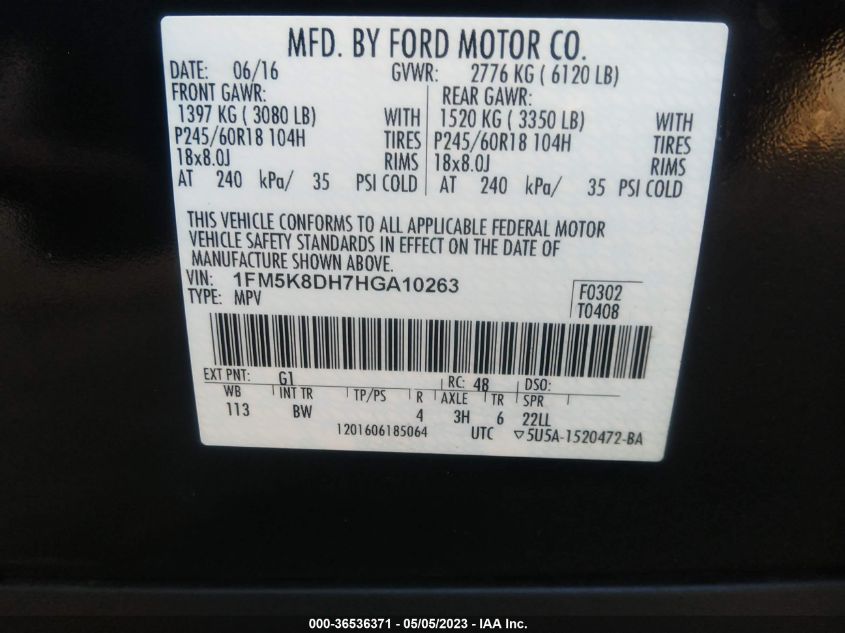 MFD. BY FORD MOTOR CO.
DATE: 06/16 GVWR: 2776 KG ( 6120 LB)
FRONT GAWR: REAR GAWR:
1397 KG ( 3080 LB) WITH 1520 KG ( 3350 LB) WITH
P245/60R18 104H TIRES P245/60R18 104H TIRES
18x8.0J RIMS 18x8.0J RIMS
AT 240 kPa/ 35 PSI COLD AT 240 kPa/ 35 PSI COLD
THIS VEHICLE CONFORMS TO ALL APPLICABLE FEDERAL MOTOR
VEHICLE SAFETY STANDARDS IN EFFECT ON THE DATE OF
MANUFACTURE SHOWN ABOVE.
VIN: 1FM5K8DH7HGA10263 F0302
TYPE: MPV T0408
EXT PNT: G1 RC: 48 DSO:
WB INT TR TP/PS R AXLE TR SPR
113 BW 4 3H 6 22LL
1201606185064 UTC ▽5U5A-1520472-BA
000-36536371 - 05/05/2023 - IAA Inc.